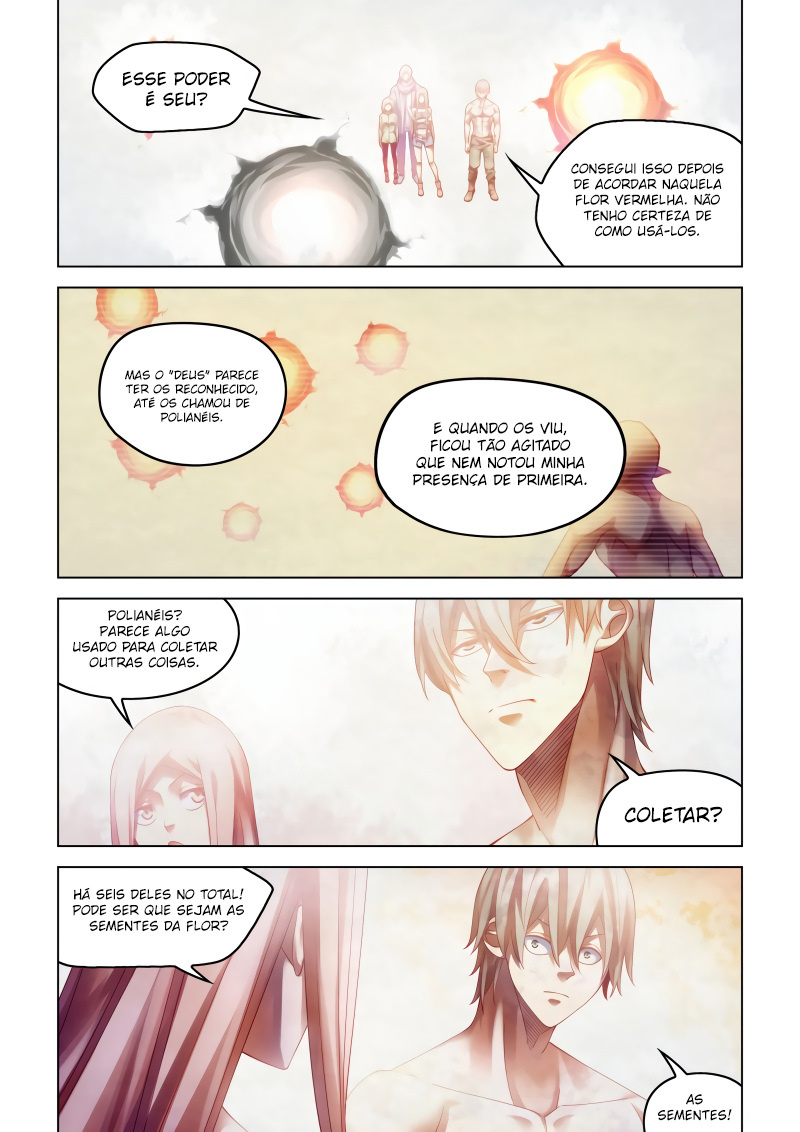 ESSE PODER
É SEU?
CONSEGUI ISSO DEPOIS
DE ACORDAR NAQUELA
FLOR VERMELHA. NÃO
TENHO CERTEZA DE
COMO USÁ-LOS.
MAS O "DEUS" PARECE
TER OS RECONHECIDO,
ATÉ OS CHAMOU DE
POLIANÉIS.
E QUANDO OS VIU,
FICOU TÃO AGITADO
QUE NEM NOTOU MINHA
PRESENÇA DE PRIMEIRA.
POLIANÉIS?
PARECE ALGO
USADO PARA COLETAR
OUTRAS COISAS.
COLETAR?
HÁ SEIS DELES NO TOTAL!
PODE SER QUE SEJAM AS
SEMENTES DA FLOR?
AS
SEMENTES!